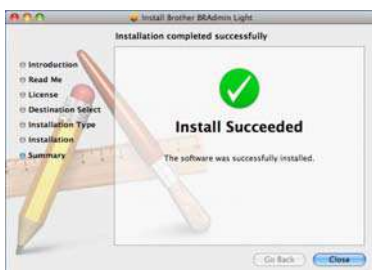 Install Brother BRAdmin Light
Installation completed successfully
Introduction
Read Me
License
Destination Select
Installation Type
Installation
Summary
Install Succeeded
The software was successfully installed.
Go Back
Close